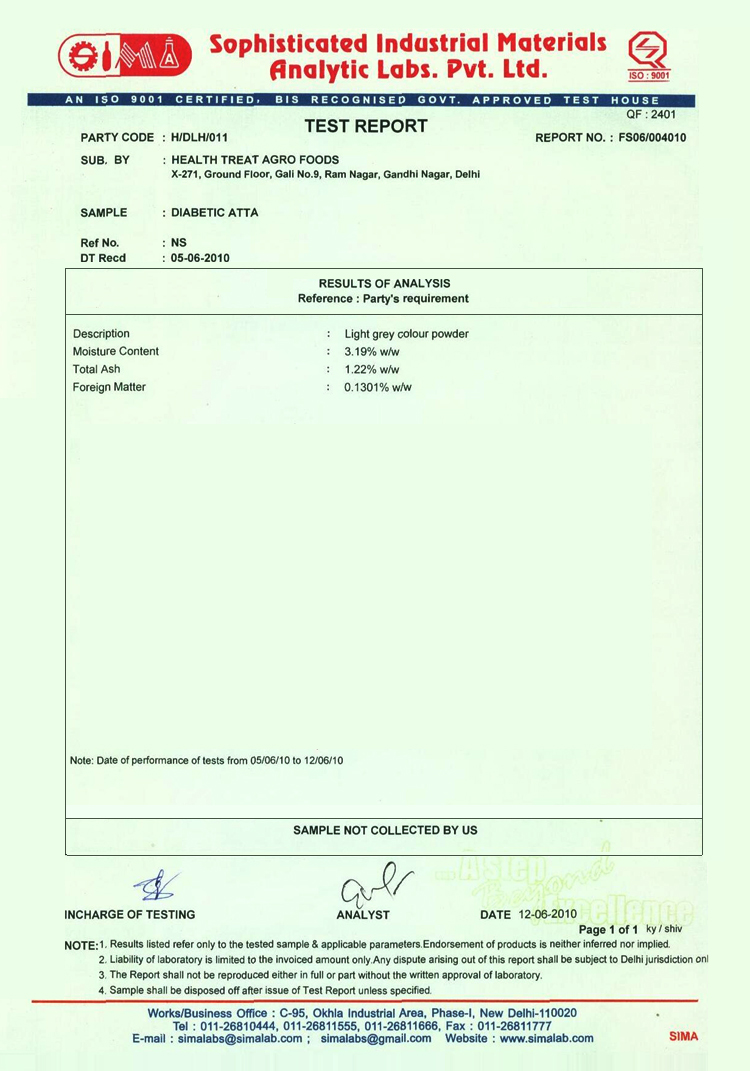 SIMA
Sophisticated Industrial Materials
Analytic Labs. Pvt. Ltd.
ISO : 9001
AN ISO 9001 CERTIFIED, BIS RECOGNISED GOVT. APPROVED TEST HOUSE
QF : 2401
TEST REPORT
PARTY CODE : H/DLH/011 REPORT NO. : FS06/004010
SUB. BY : HEALTH TREAT AGRO FOODS
X-271, Ground Floor, Gali No.9, Ram Nagar, Gandhi Nagar, Delhi
SAMPLE : DIABETIC ATTA
Ref No. : NS
DT Recd : 05-06-2010
RESULTS OF ANALYSIS
Reference : Party's requirement
Description : Light grey colour powder
Moisture Content : 3.19% w/w
Total Ash : 1.22% w/w
Foreign Matter : 0.1301% w/w
Note: Date of performance of tests from 05/06/10 to 12/06/10
SAMPLE NOT COLLECTED BY US
...A Step
Beyond
Excellence
INCHARGE OF TESTING ANALYST DATE 12-06-2010
Page 1 of 1 ky / shiv
NOTE: 1. Results listed refer only to the tested sample & applicable parameters.Endorsement of products is neither inferred nor implied.
2. Liability of laboratory is limited to the invoiced amount only.Any dispute arising out of this report shall be subject to Delhi jurisdiction onl
3. The Report shall not be reproduced either in full or part without the written approval of laboratory.
4. Sample shall be disposed off after issue of Test Report unless specified.
Works/Business Office : C-95, Okhla Industrial Area, Phase-I, New Delhi-110020
Tel : 011-26810444, 011-26811555, 011-26811666, Fax : 011-26811777
E-mail : simalabs@simalab.com ; simalabs@gmail.com Website : www.simalab.com
SIMA